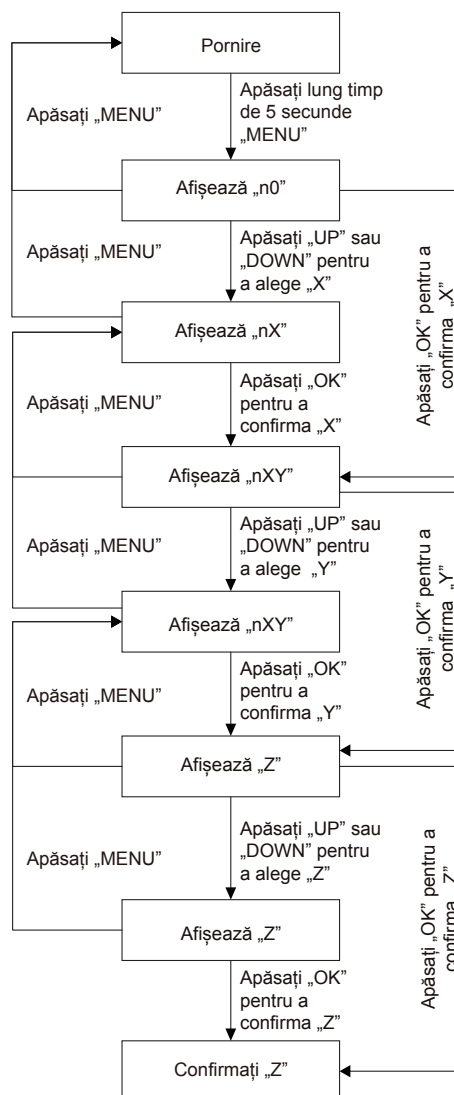 Pornire
Apăsați „MENU”
Apăsați lung timp
de 5 secunde
„MENU”
Afișează „n0”
Apăsați „MENU”
Apăsați „UP” sau
„DOWN” pentru
a alege „X”
Apăsați „OK” pentru a
confirma „X”
Afișează „nX”
Apăsați „MENU”
Apăsați „OK”
pentru a
confirma „X”
Afișează „nXY”
Apăsați „MENU”
Apăsați „UP” sau
„DOWN” pentru
a alege „Y”
Apăsați „OK” pentru a
confirma „Y”
Afișează „nXY”
Apăsați „MENU”
Apăsați „OK”
pentru a
confirma „Y”
Afișează „Z”
Apăsați „MENU”
Apăsați „UP” sau
„DOWN” pentru
a alege „Z”
Apăsați „OK” pentru a
confirma „Z”
Afișează „Z”
Apăsați „OK”
pentru a
confirma „Z”
Confirmați „Z”